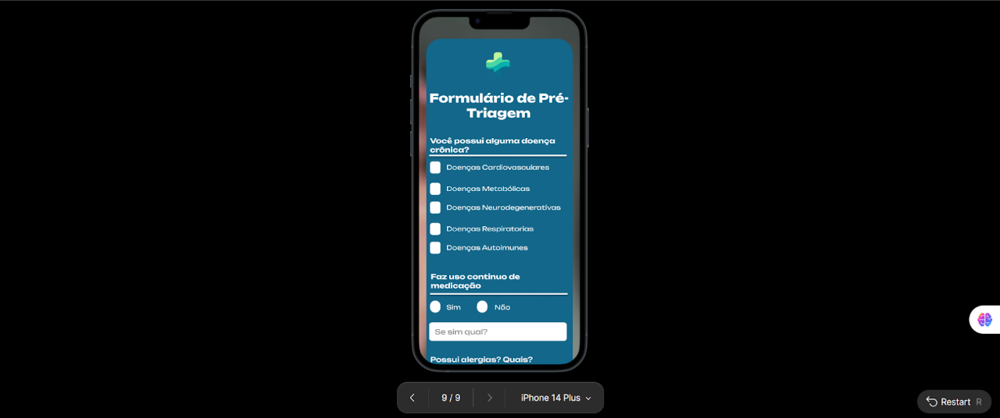 Formulário de Pré-
Triagem
Você possui alguma doença
crônica?
Doenças Cardiovasculares
Doenças Metabólicas
Doenças Neurodegenerativas
Doenças Respiratorias
Doenças Autoimunes
Faz uso continuo de
medicação
Sim Não
Se sim qual?
Possui alergias? Quais?
9 / 9 iPhone 14 Plus
Restart R